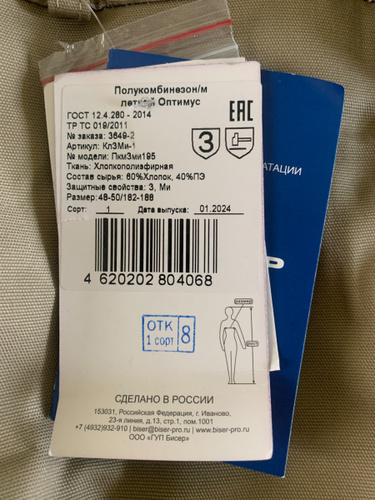 Полукомбинезон/м
летний Оптимус
ГОСТ 12.4.280 - 2014
ТР ТС 019/2011
№ заказа: 3649-2
Артикул: КлЗМи-1
№ модели: ПкмЗми195
Ткань: Хлопкополиэфирная
Состав сырья: 60%Хлопок, 40%ПЭ
Защитные свойства: З, Ми
Размер:48-50/182-188
Сорт: 1 Дата выпуска: 01.2024
EAC
З
АТАЦИИ
Р
4 620202 804068
ОТК
1 сорт
8
СДЕЛАНО В РОССИИ
153031, Российская Федерация, г. Иваново,
23-я линия, д.13, стр.1, пом.1001
+7 (4932)932-910 | biser@biser-pro.ru | www.biser-pro.ru
ООО «ГУП Бисер»